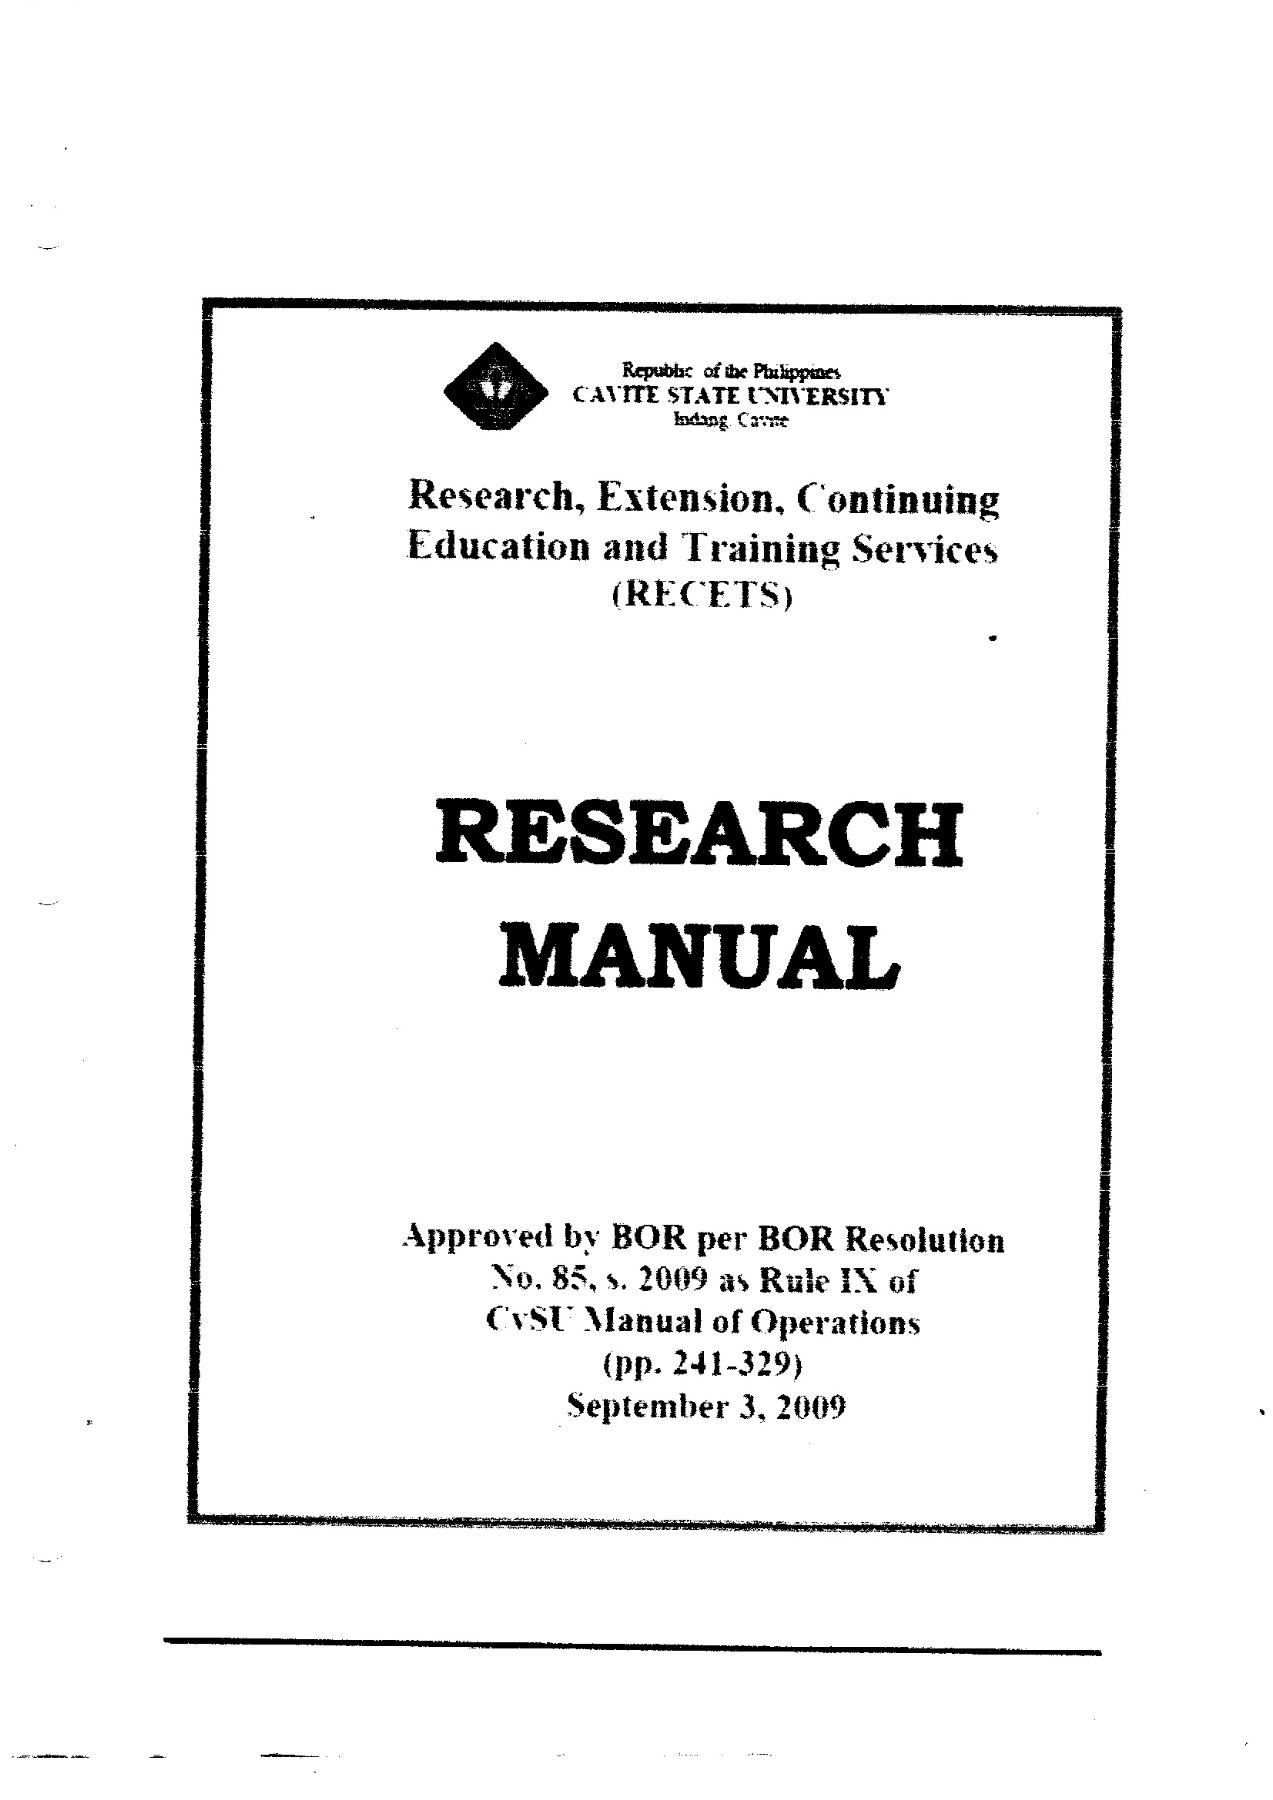 Republic of the Philippines
CAVITE STATE UNIVERSITY
Indang, Cavite
Research, Extension, Continuing
Education and Training Services
(RECETS)
RESEARCH
MANUAL
Approved by BOR per BOR Resolution
No. 85, s. 2009 as Rule IX of
CvSU Manual of Operations
(pp. 241-329)
September 3, 2009